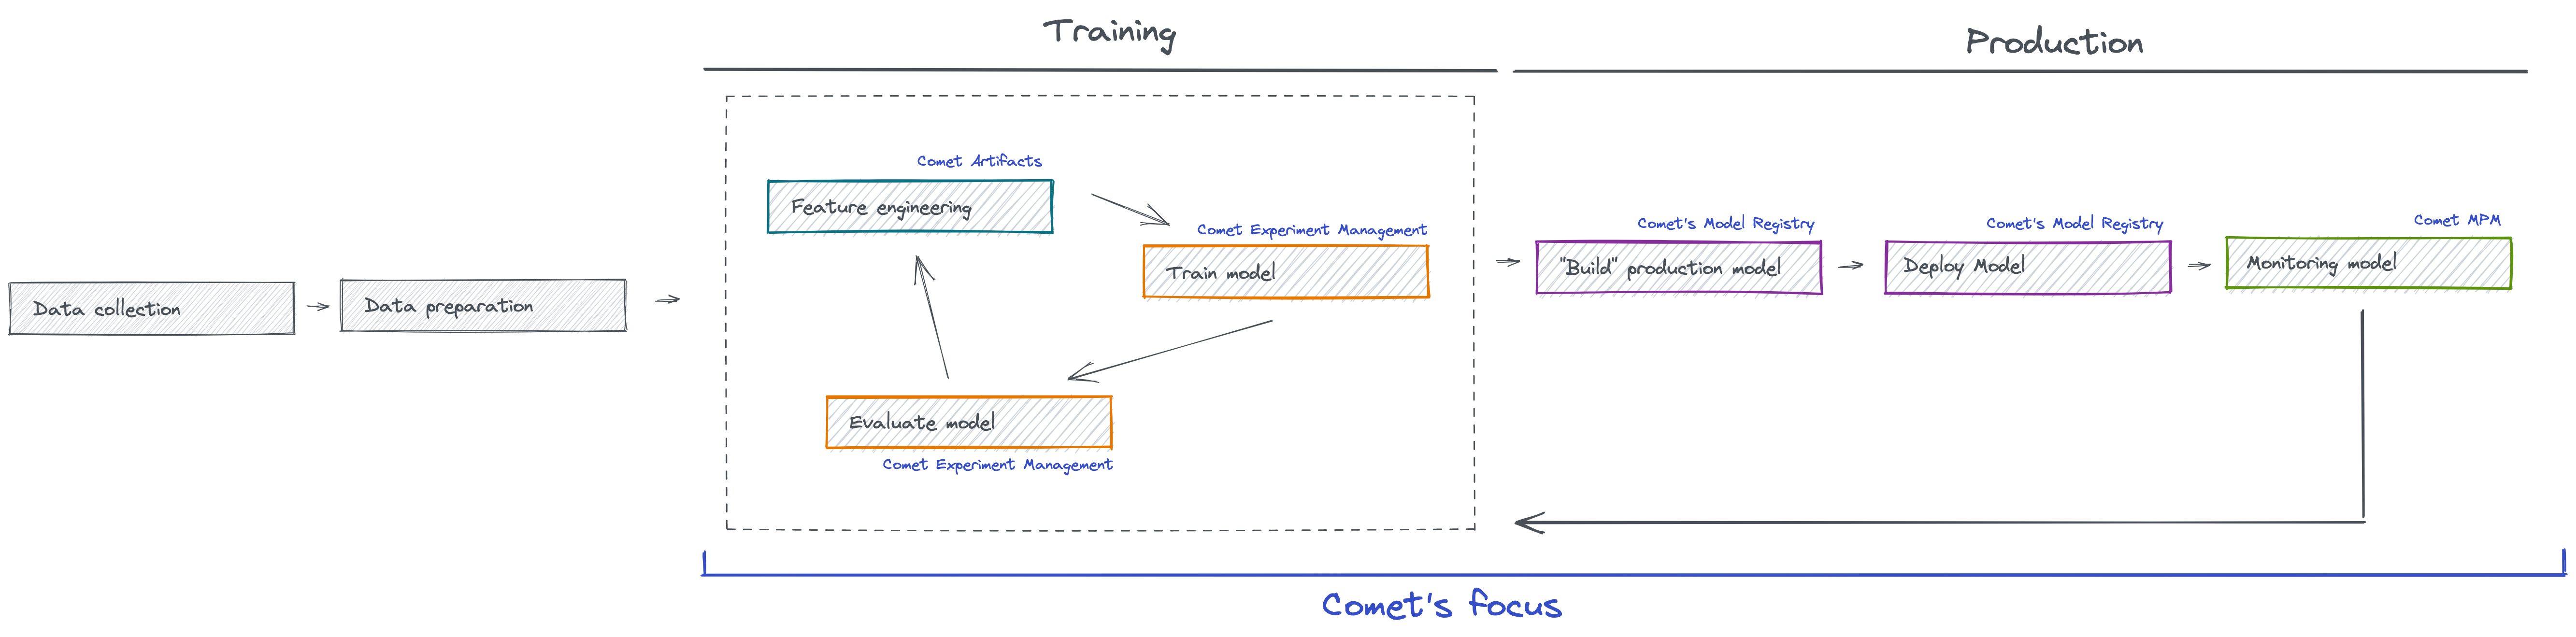 Training
Production
Comet Artifacts
Feature engineering
Comet Experiment Management
Train model
Evaluate model
Comet Experiment Management
Data collection
Data preparation
Comet's Model Registry
"Build" production model
Comet's Model Registry
Deploy Model
Comet MPM
Monitoring model
Comet's focus